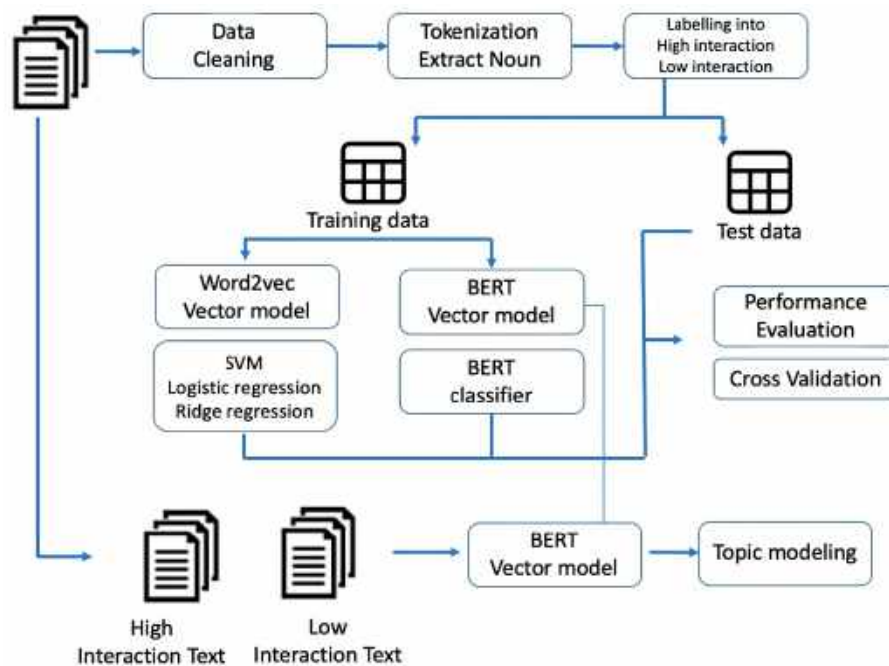 Data
Cleaning
Tokenization
Extract Noun
Labelling into
High interaction
Low interaction
Training data
Test data
Word2vec
Vector model
BERT
Vector model
Performance
Evaluation
SVM
Logistic regression
Ridge regression
BERT
classifier
Cross Validation
BERT
Vector model
Topic modeling
High
Interaction Text
Low
Interaction Text